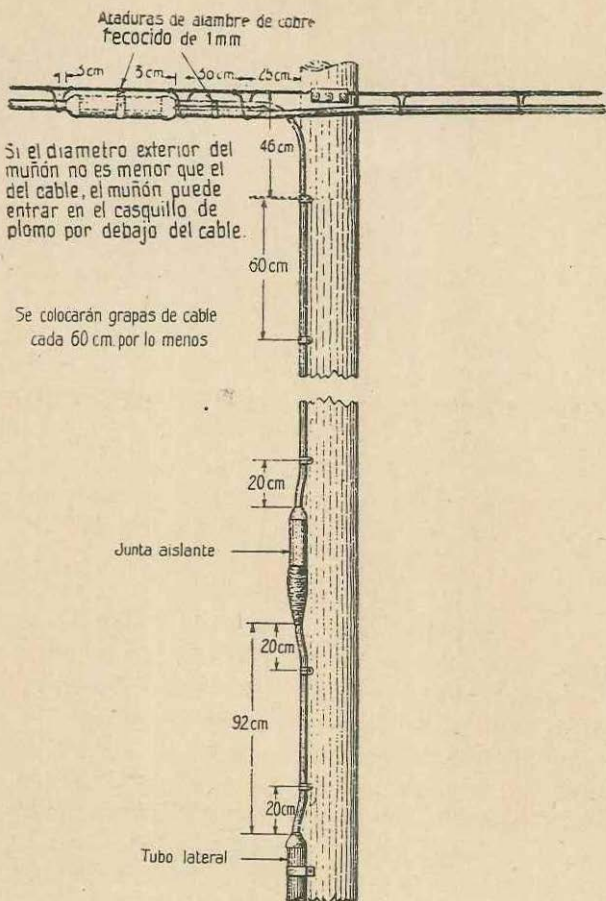 Ataduras de alambre de cobre
recocido de 1mm
3cm 3cm 30cm 25cm
Si el diametro exterior del
muñón no es menor que el
del cable, el muñón puede
entrar en el casquillo de
plomo por debajo del cable.
46cm
60cm
Se colocarán grapas de cable
cada 60 cm. por lo menos
20cm
Junta aislante
20cm
92cm
20cm
Tubo lateral